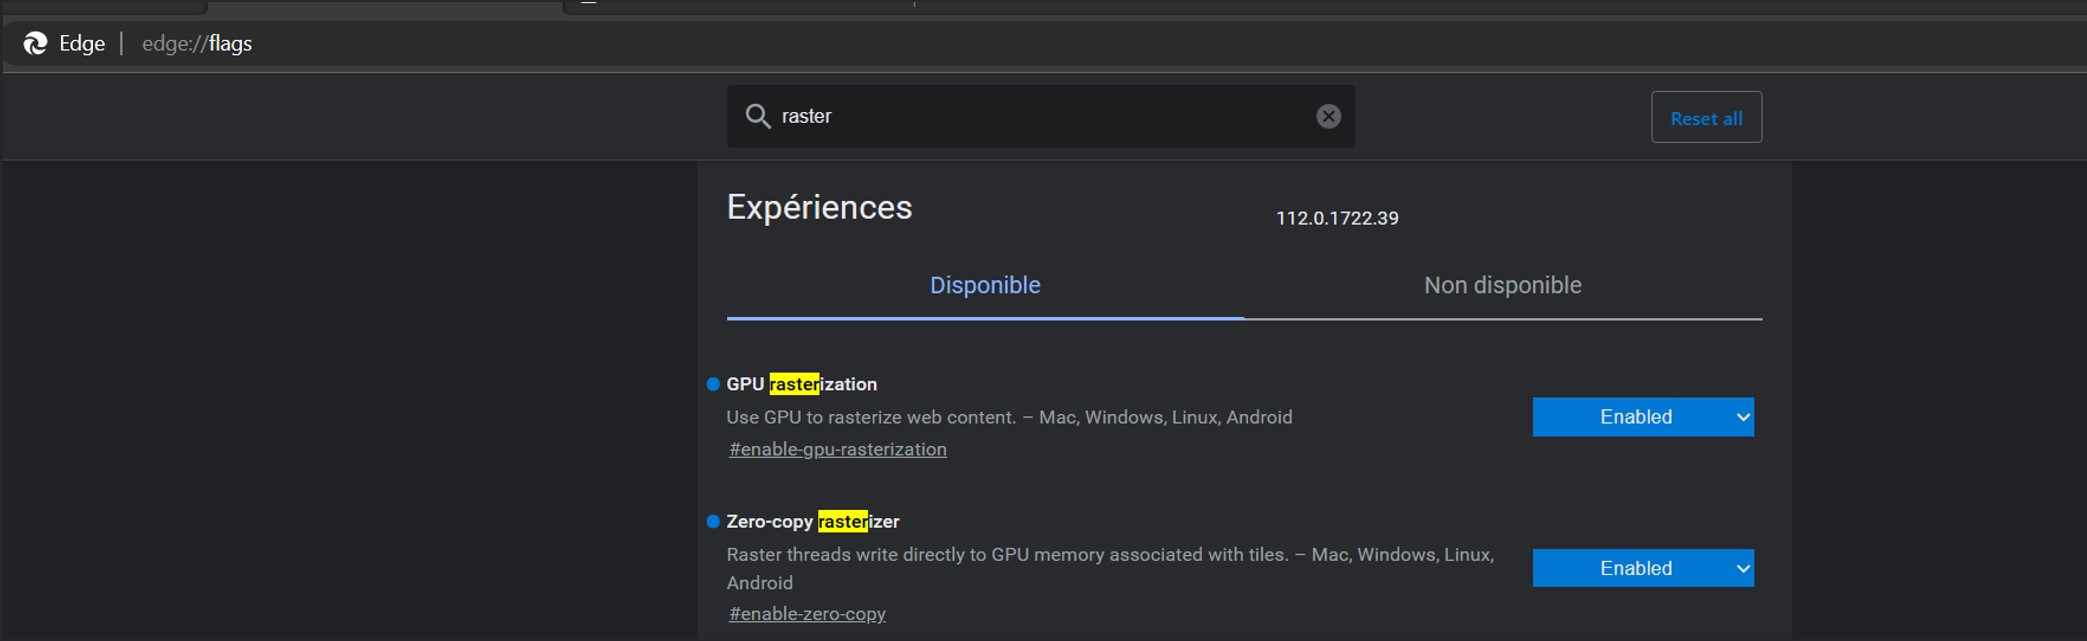 Edge | edge://flags
raster
Reset all
Expériences
112.0.1722.39
Disponible
Non disponible
GPU rasterization
Use GPU to rasterize web content. – Mac, Windows, Linux, Android
Enabled
#enable-gpu-rasterization
Zero-copy rasterizer
Raster threads write directly to GPU memory associated with tiles. – Mac, Windows, Linux,
Android
Enabled
#enable-zero-copy